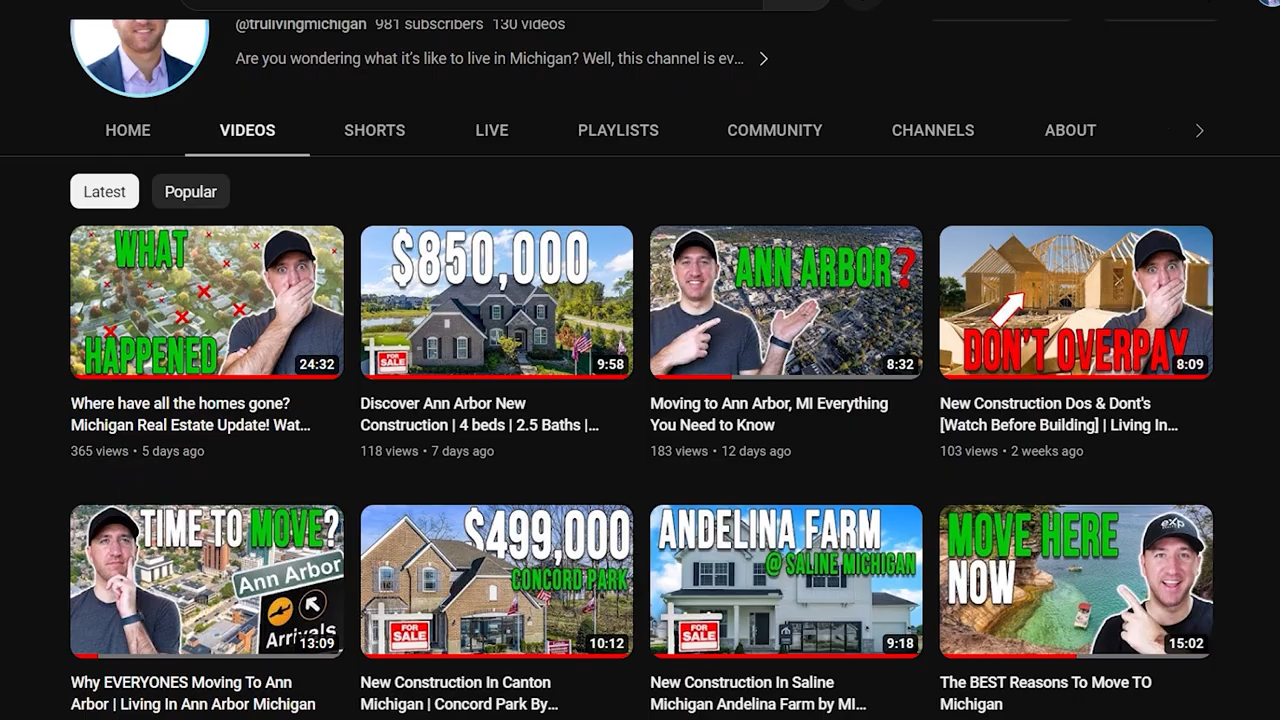 @trulivingmichigan 981 subscribers 130 videos
Are you wondering what it's like to live in Michigan? Well, this channel is ev...
HOME VIDEOS SHORTS LIVE PLAYLISTS COMMUNITY CHANNELS ABOUT
Latest Popular
WHAT
HAPPENED
24:32
$850,000
FOR
SALE
9:58
ANN ARBOR?
8:32
DON'T OVERPAY
8:09
Where have all the homes gone?
Michigan Real Estate Update! Wat...
365 views • 5 days ago
Discover Ann Arbor New
Construction | 4 beds | 2.5 Baths |...
118 views • 7 days ago
Moving to Ann Arbor, MI Everything
You Need to Know
183 views • 12 days ago
New Construction Dos & Dont's
[Watch Before Building] | Living In...
103 views • 2 weeks ago
TIME TO MOVE?
Ann Arbor
Arrivals
13:09
$499,000
CONCORD PARK
FOR
SALE
10:12
ANDELINA FARM
@ SALINE MICHIGAN
FOR
SALE
9:18
MOVE HERE
NOW
exp
15:02
Why EVERYONES Moving To Ann
Arbor | Living In Ann Arbor Michigan
New Construction In Canton
Michigan | Concord Park By...
New Construction In Saline
Michigan Andelina Farm by MI...
The BEST Reasons To Move TO
Michigan